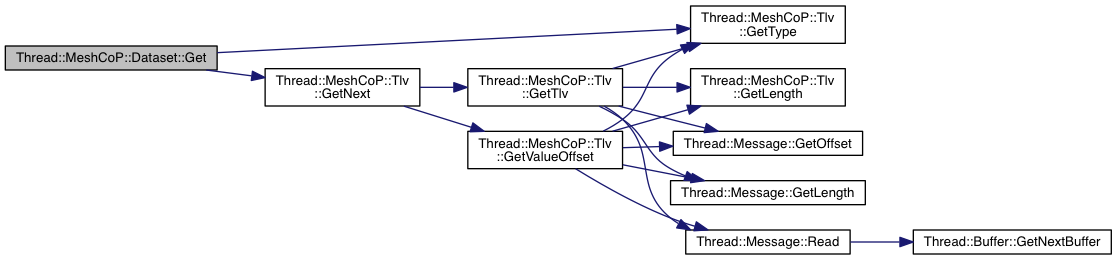 Thread::MeshCoP::Dataset::Get
Thread::MeshCoP::Tlv
::GetNext
Thread::MeshCoP::Tlv
::GetTlv
Thread::MeshCoP::Tlv
::GetValueOffset
Thread::MeshCoP::Tlv
::GetType
Thread::MeshCoP::Tlv
::GetLength
Thread::Message::GetOffset
Thread::Message::GetLength
Thread::Message::Read
Thread::Buffer::GetNextBuffer